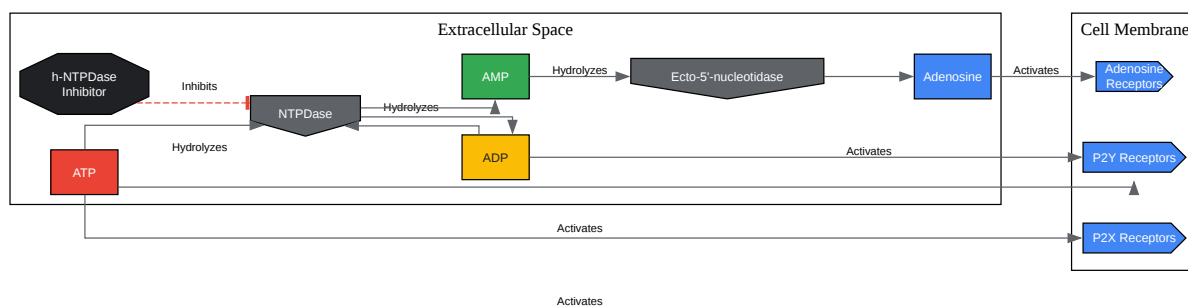 Extracellular Space
Cell Membrane
h-NTPDase
Inhibitor
Inhibits
NTPDase
Hydrolyzes
AMP
Hydrolyzes
Ecto-5'-nucleotidase
Adenosine
Activates
Adenosine
Receptors
Hydrolyzes
ATP
ADP
Activates
P2Y Receptors
Activates
P2X Receptors
Activates